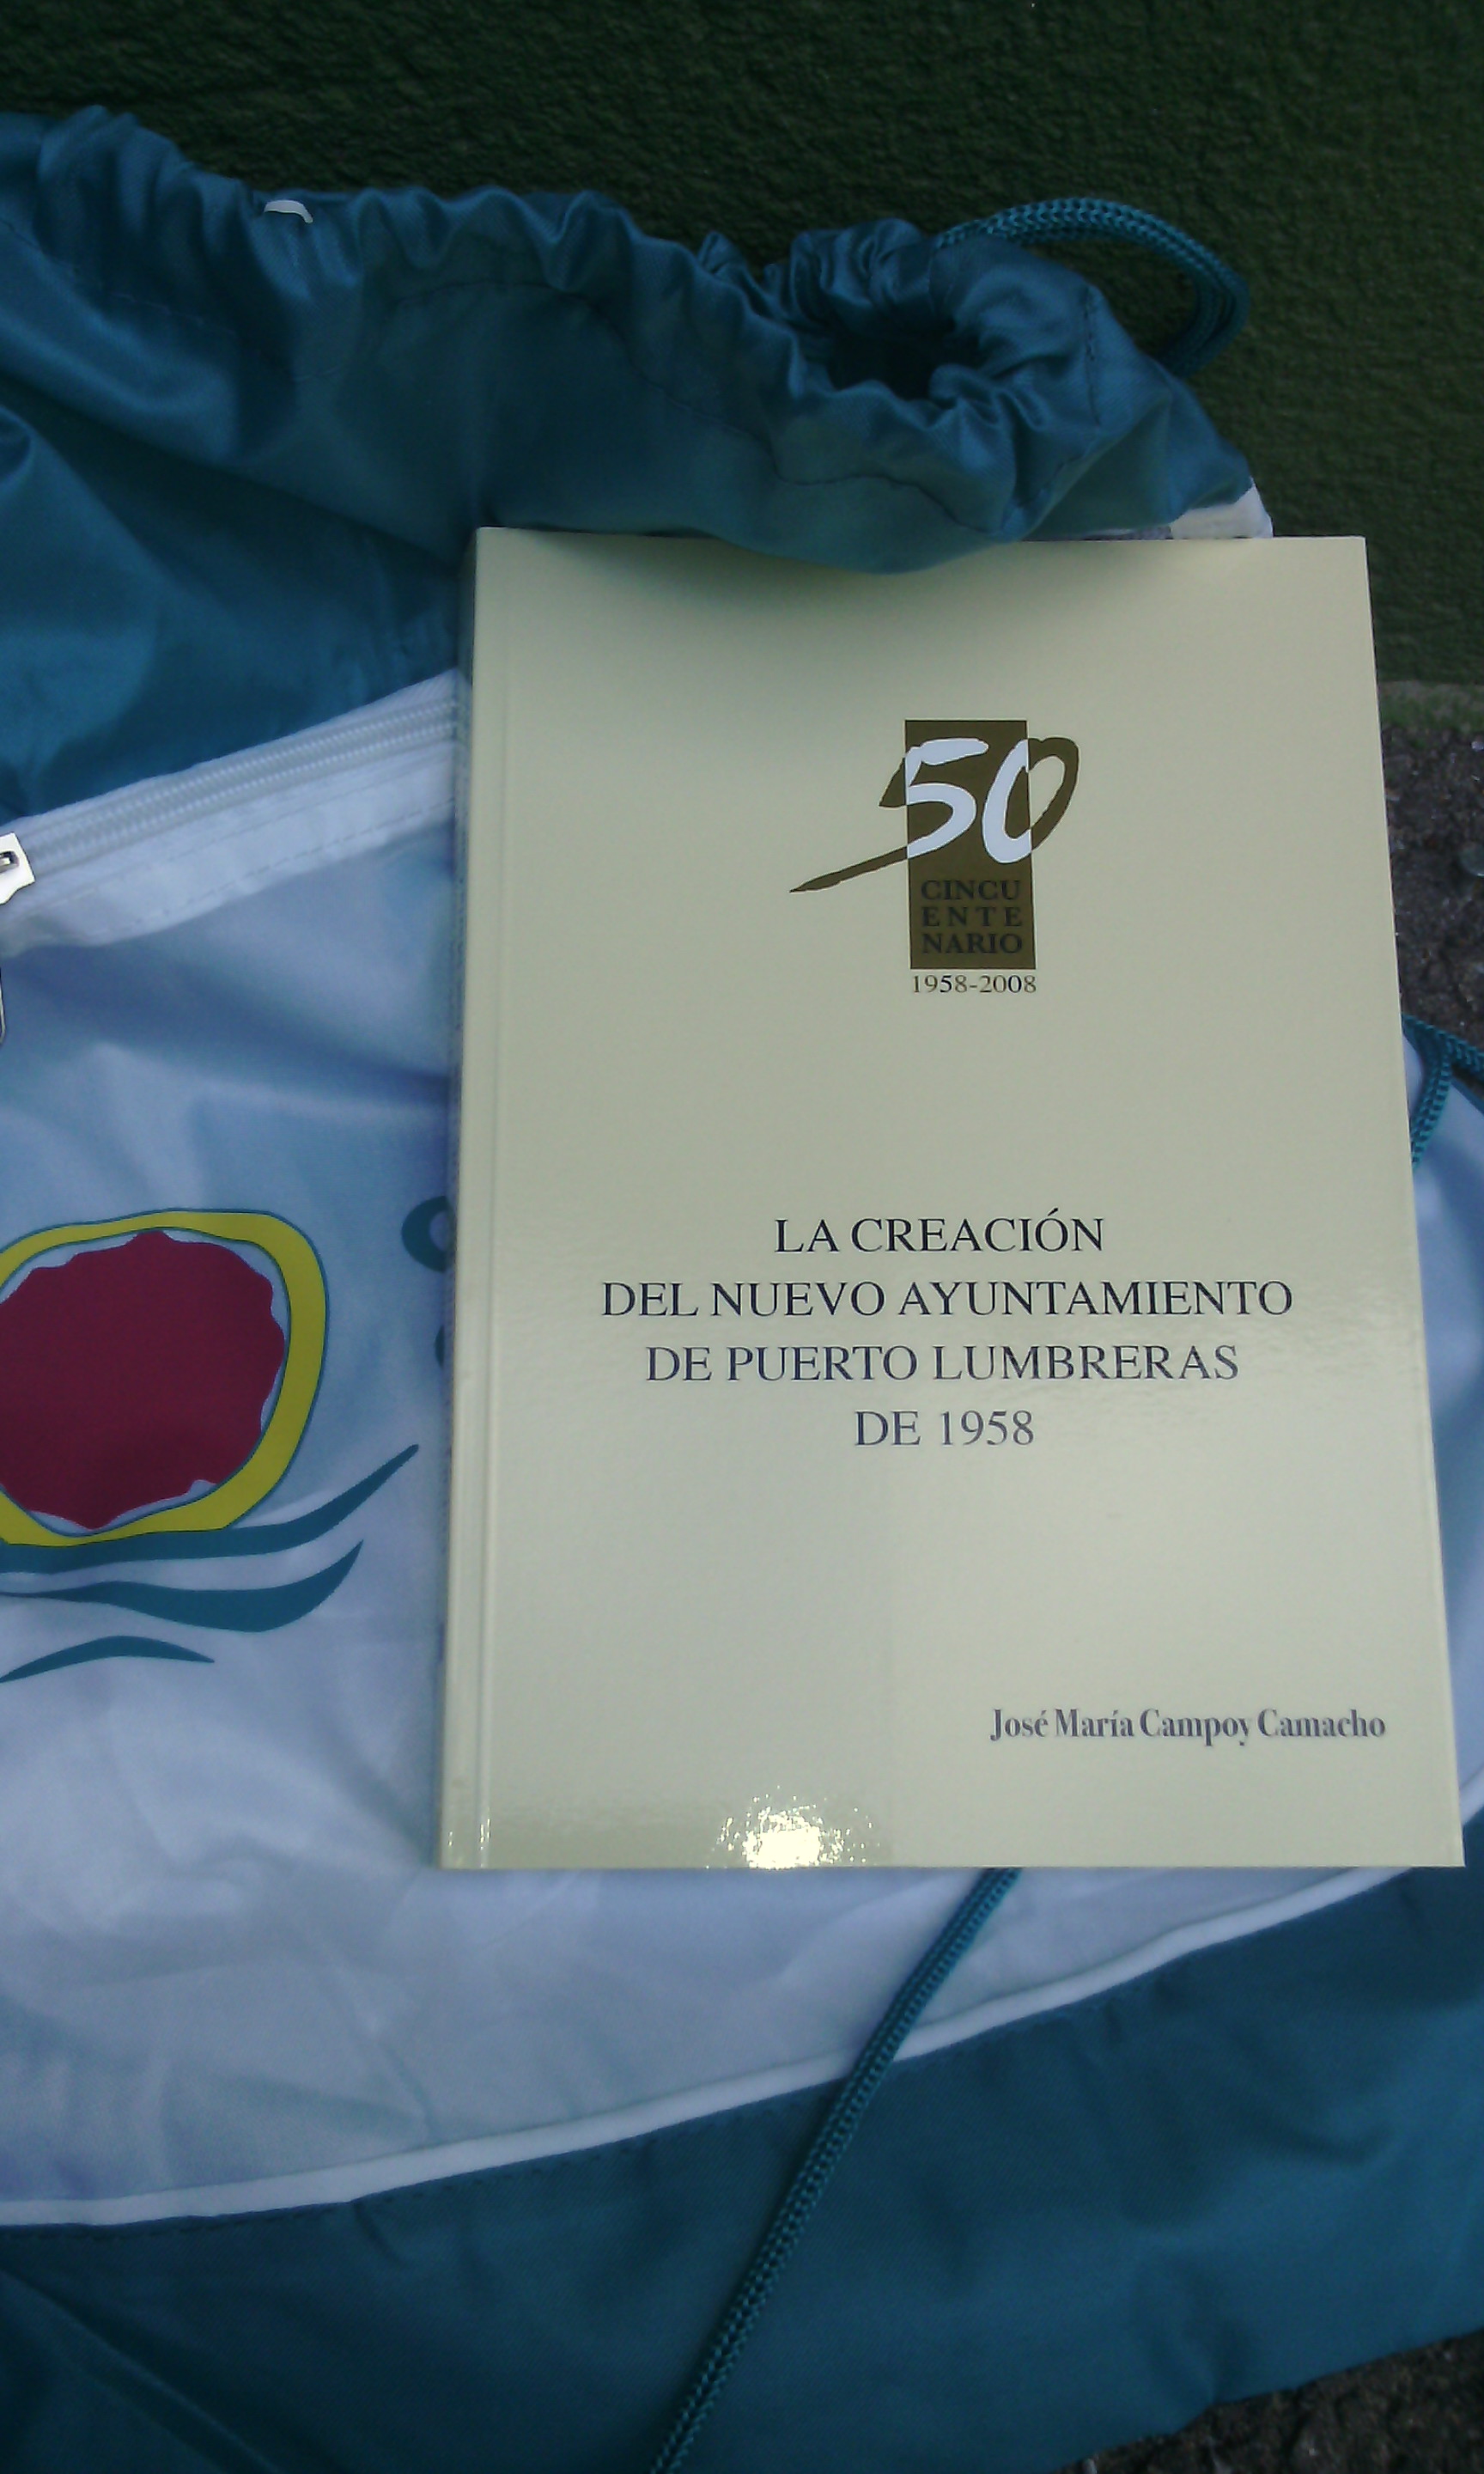 50
CINCU
ENTE
NARIO
1958-2008
LA CREACIÓN
DEL NUEVO AYUNTAMIENTO
DE PUERTO LUMBRERAS
DE 1958
José María Campoy Camacho